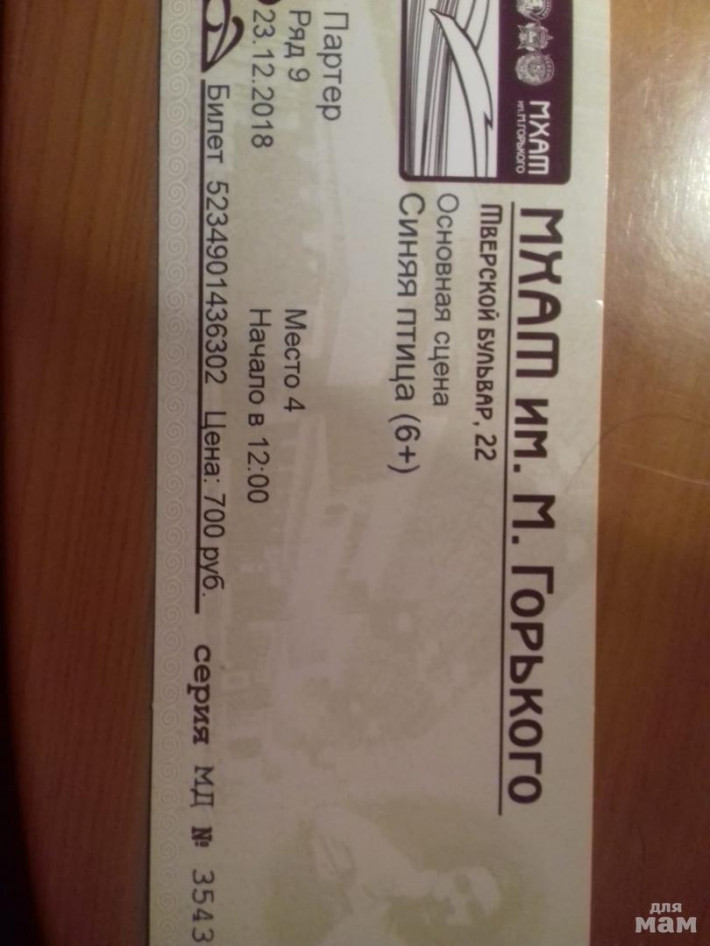 МХАТ
им. М. ГОРЬКОГО
МХАТ им. М. Горького
Тверской бульвар, 22
Основная сцена
Синяя птица (6+)
Партер
Ряд 9 Место 4
23.12.2018 Начало в 12:00
Билет 5234901436302 Цена: 700 руб. серия МД № 3543
для
мам